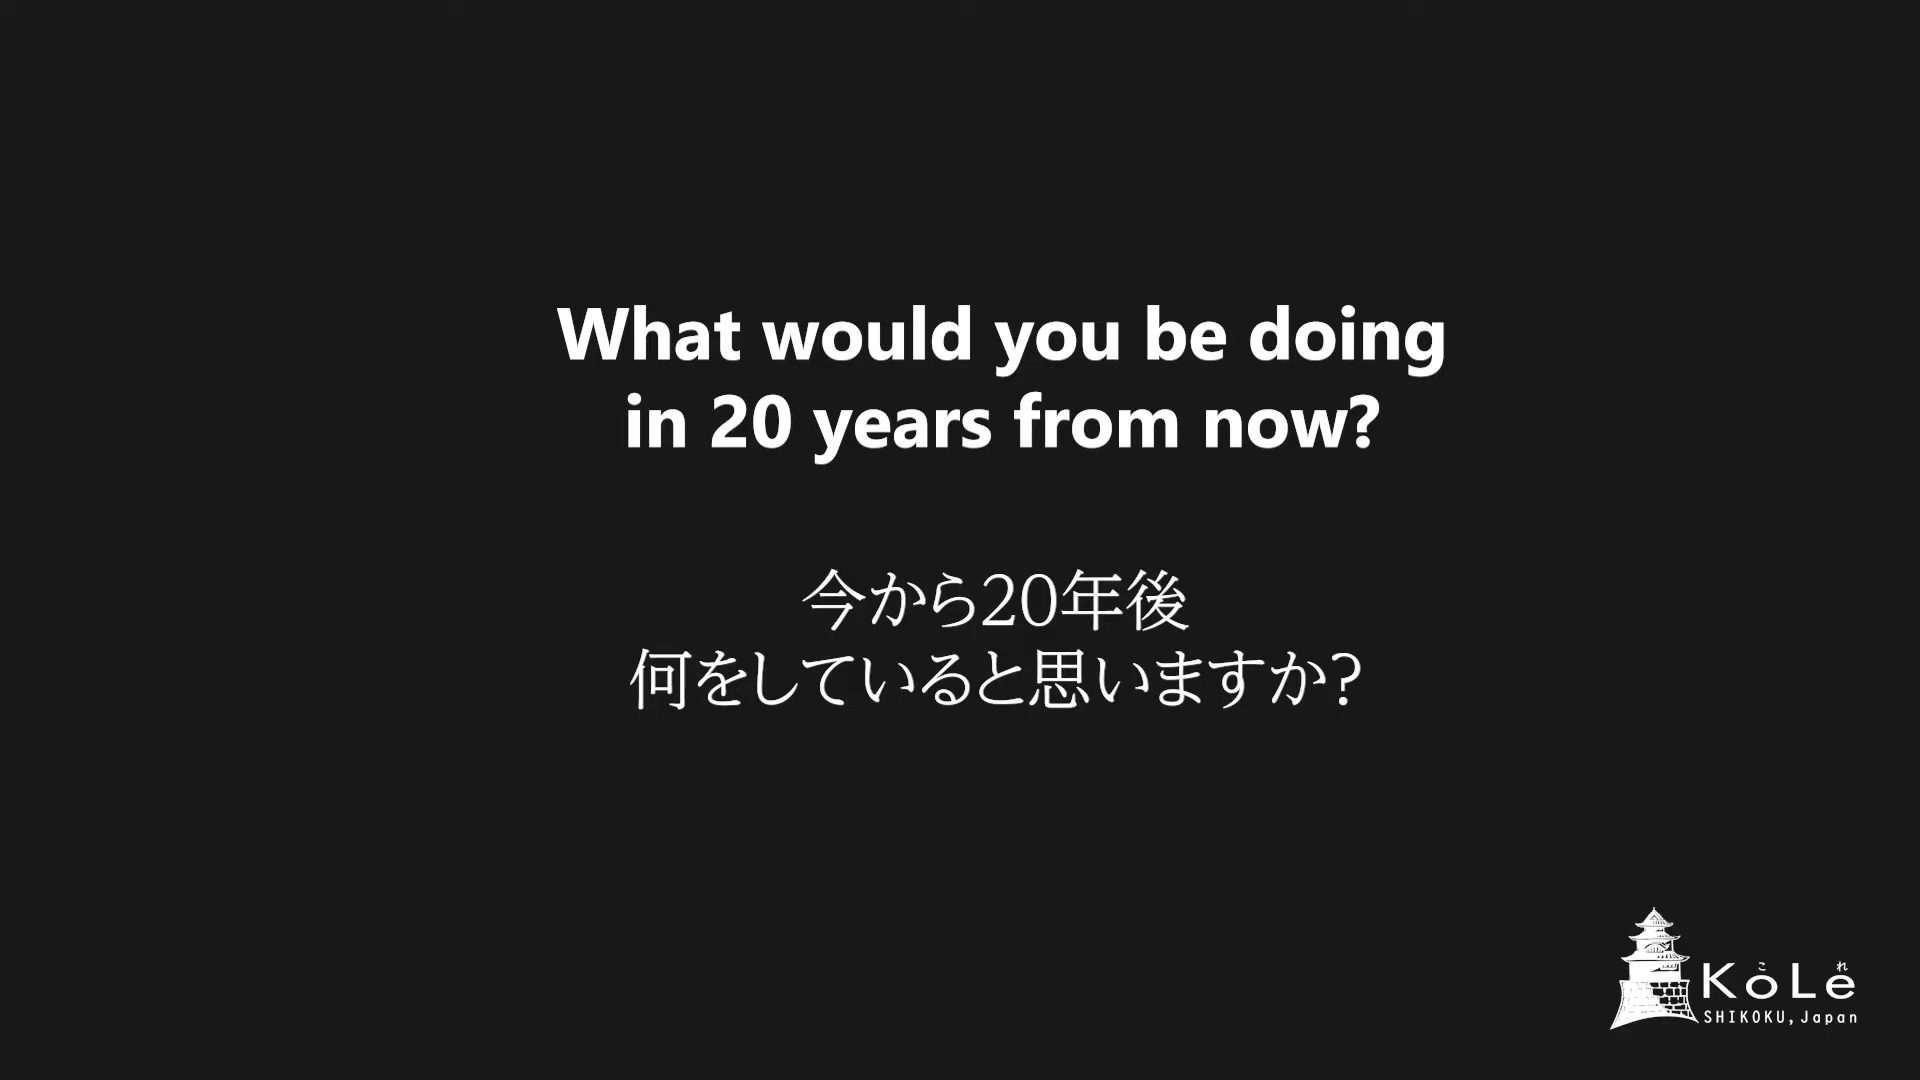 What would you be doing
in 20 years from now?
今から20年後
何をしていると思いますか?
こ れ
KoLe
SHIKOKU, Japan